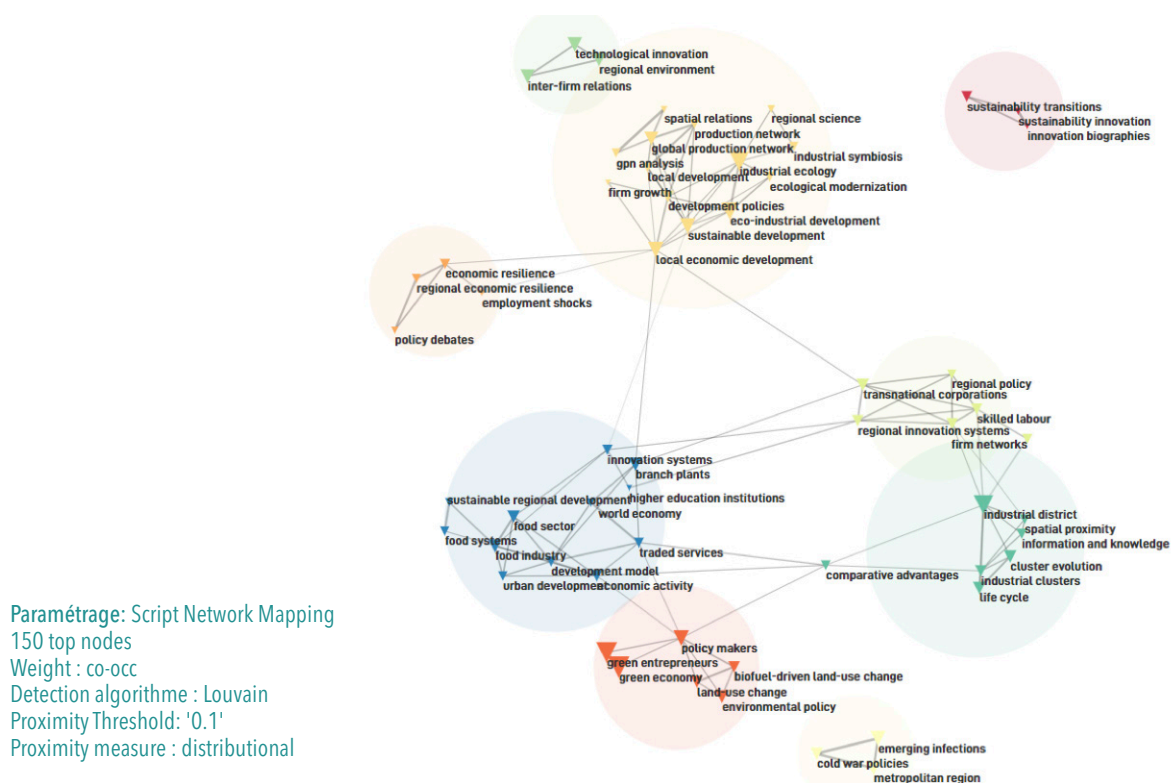 technological innovation
regional environment
inter-firm relations
sustainability transitions
sustainability innovation
innovation biographies
spatial relations
regional science
production network
global production network
industrial symbiosis
gpn analysis
industrial ecology
local development
ecological modernization
firm growth
development policies
eco-industrial development
sustainable development
local economic development
economic resilience
regional economic resilience
employment shocks
policy debates
regional policy
transnational corporations
skilled labour
regional innovation systems
firm networks
innovation systems
branch plants
sustainable regional development
higher education institutions
world economy
food sector
food systems
food industry
traded services
development model
urban development
economic activity
industrial district
spatial proximity
information and knowledge
cluster evolution
comparative advantages
industrial clusters
life cycle
policy makers
green entrepreneurs
green economy
biofuel-driven land-use change
land-use change
environmental policy
emerging infections
cold war policies
metropolitan region
Paramétrage: Script Network Mapping
150 top nodes
Weight : co-occ
Detection algorithme : Louvain
Proximity Threshold: '0.1'
Proximity measure : distributional